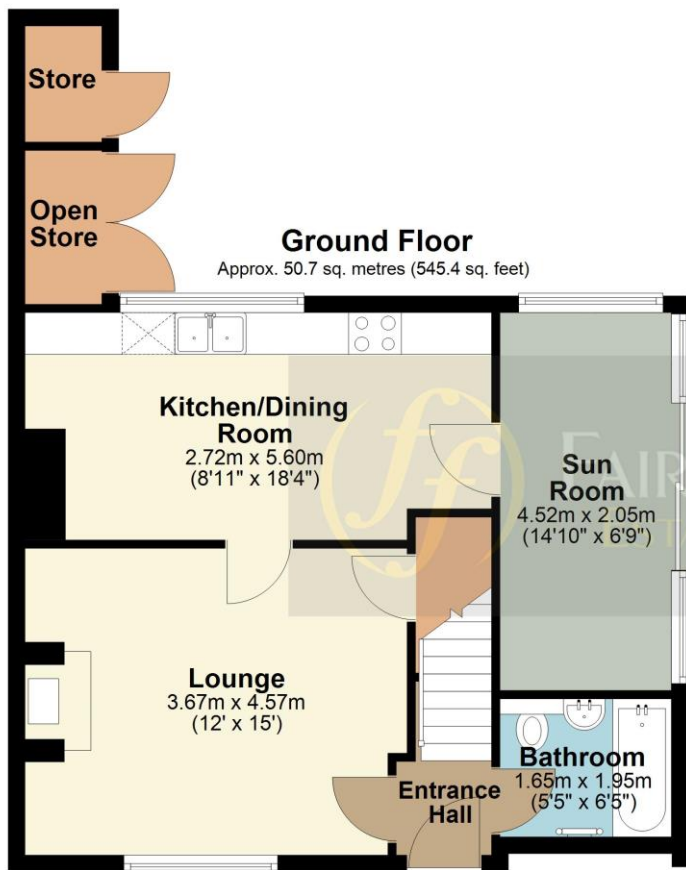 Store
Open
Store
Ground Floor
Approx. 50.7 sq. metres (545.4 sq. feet)
Kitchen/Dining
Room
2.72m x 5.60m
(8'11" x 18'4")
Sun
Room
4.52m x 2.05m
(14'10" x 6'9")
FAIR
Lounge
3.67m x 4.57m
(12' x 15')
Bathroom
1.65m x 1.95m
(5'5" x 6'5")
Entrance
Hall